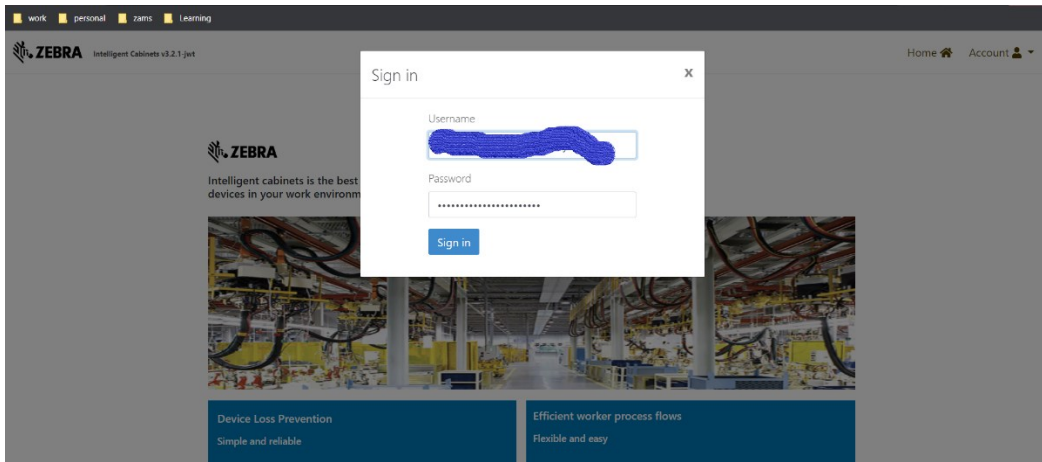 work personal zams Learning
ZEBRA Intelligent Cabinets v3.2.1-jwt
Home Account
Sign in x
Username
Password
Sign in
ZEBRA
Intelligent cabinets is the best
devices in your work environm
Device Loss Prevention
Simple and reliable
Efficient worker process flows
Flexible and easy